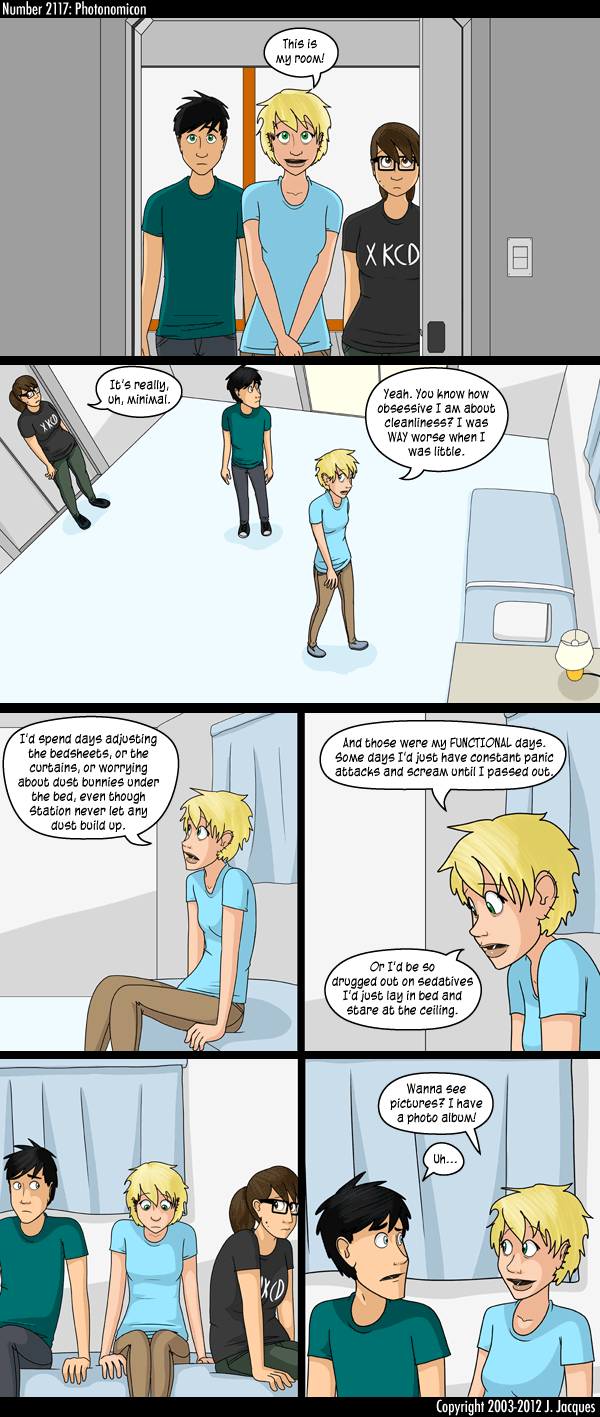 Number 2117: Photonomicon
This is
my room!
XKCD
It's really,
uh, minimal.
Yeah. You know how
obsessive I am about
cleanliness? I was
WAY worse when I
was little.
XKCD
I'd spend days adjusting
the bedsheets, or the
curtains, or worrying
about dust bunnies under
the bed, even though
Station never let any
dust build up.
And those were my FUNCTIONAL days.
Some days I'd just have constant panic
attacks and scream until I passed out.
Or I'd be so
drugged out on sedatives
I'd just lay in bed and
stare at the ceiling.
XKCD
Wanna see
pictures? I have
a photo album!
Uh...
Copyright 2003-2012 J. Jacques